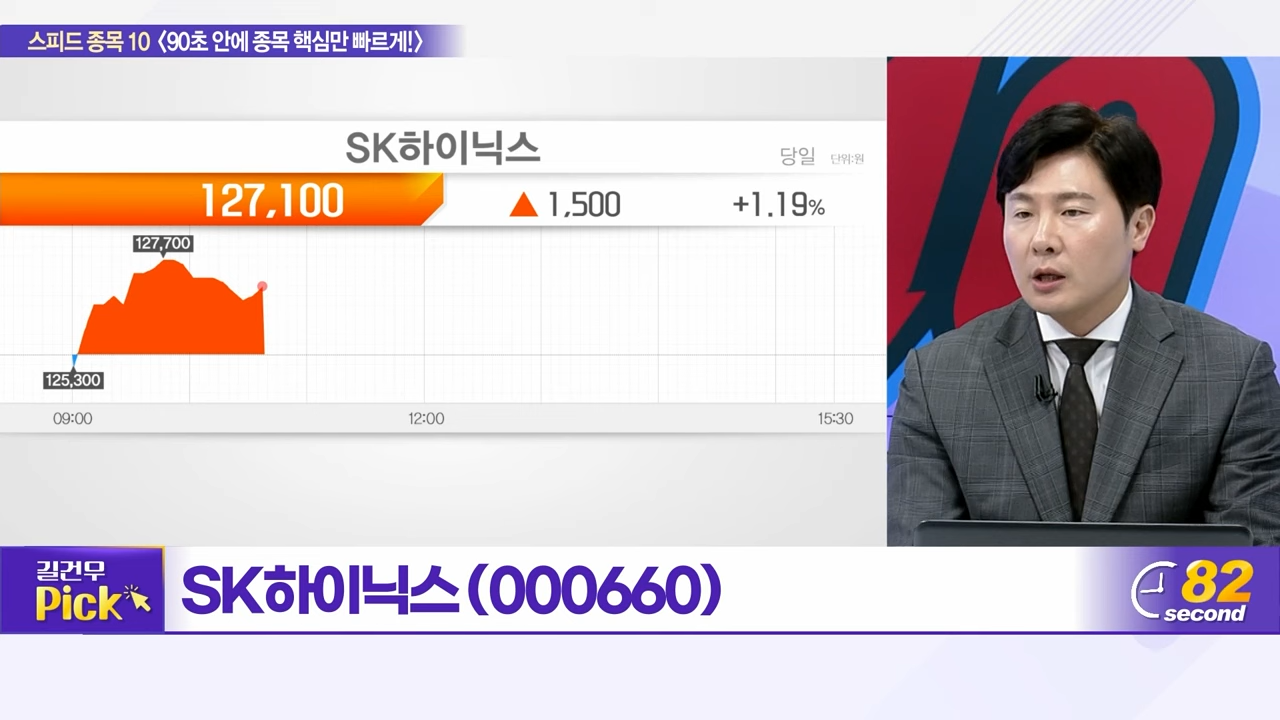 스피드 종목 10 〈90초 안에 종목 핵심만 빠르게!〉
SK하이닉스
당일 단위:원
127,100 ▲ 1,500 +1.19%
127,700
125,300
09:00 12:00 15:30
길건무
Pick
SK하이닉스(000660)
82
second